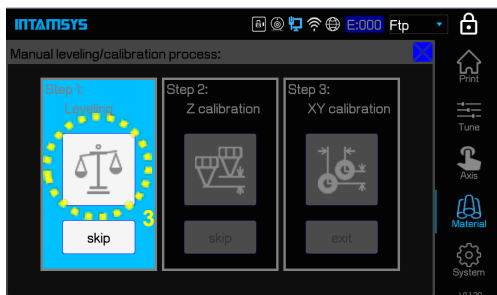 INTAMSYS
E:000 Ftp
Manual leveling/calibration process:
Step 1:
Leveling
skip
3
Step 2:
Z calibration
skip
Step 3:
XY calibration
exit
Print
Tune
Axis
Material
System